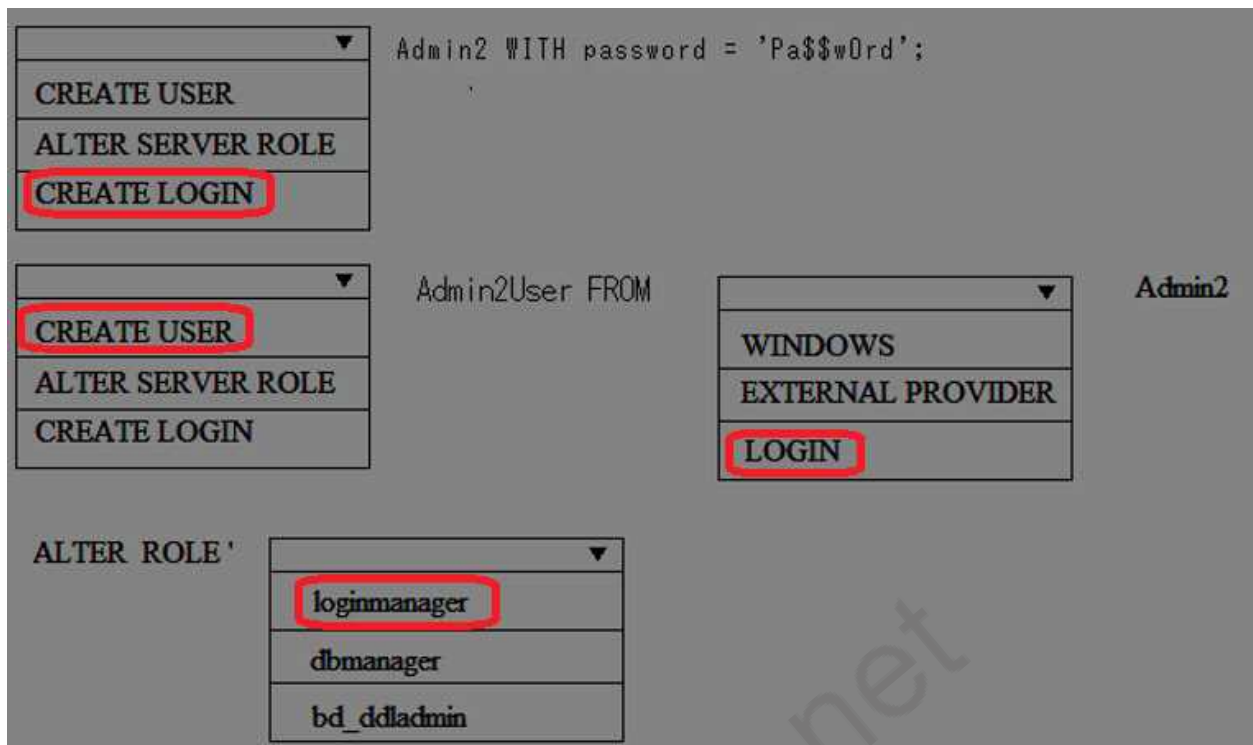 ▼ Admin2 WITH password = 'Pa$$w0rd';
CREATE USER
ALTER SERVER ROLE
CREATE LOGIN
▼ Admin2User FROM ▼ Admin2
CREATE USER
ALTER SERVER ROLE
CREATE LOGIN
WINDOWS
EXTERNAL PROVIDER
LOGIN
ALTER ROLE ' ▼
loginmanager
dbmanager
bd_ddladmin
net